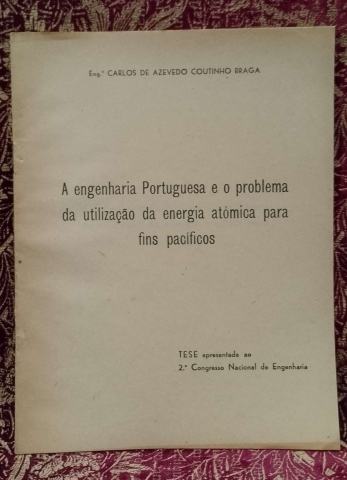 Eng.º CARLOS DE AZEVEDO COUTINHO BRAGA
A engenharia Portuguesa e o problema
da utilização da energia atómica para
fins pacíficos
TESE apresentada ao
2.º Congresso Nacional de Engenharia